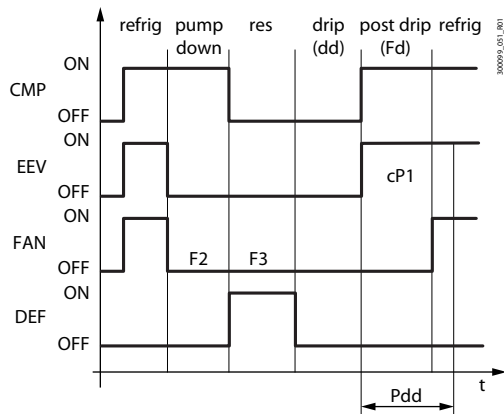 refrig pump down res drip (dd) post drip (Fd) refrig
300099_051_R01
ON
CMP
OFF
ON
EEV
OFF
cP1
ON
FAN
OFF
F2 F3
ON
DEF
OFF
t
Pdd